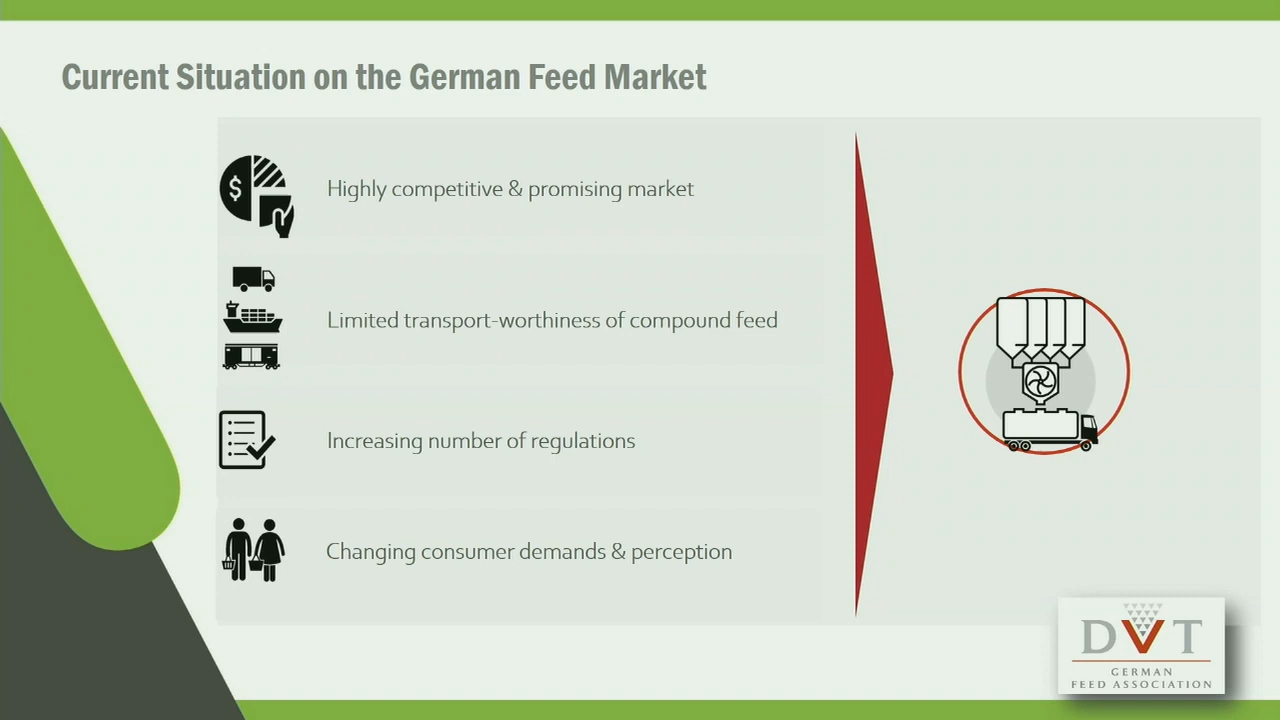 Current Situation on the German Feed Market
$
Highly competitive & promising market
Limited transport-worthiness of compound feed
Increasing number of regulations
Changing consumer demands & perception
DVT
GERMAN
FEED ASSOCIATION